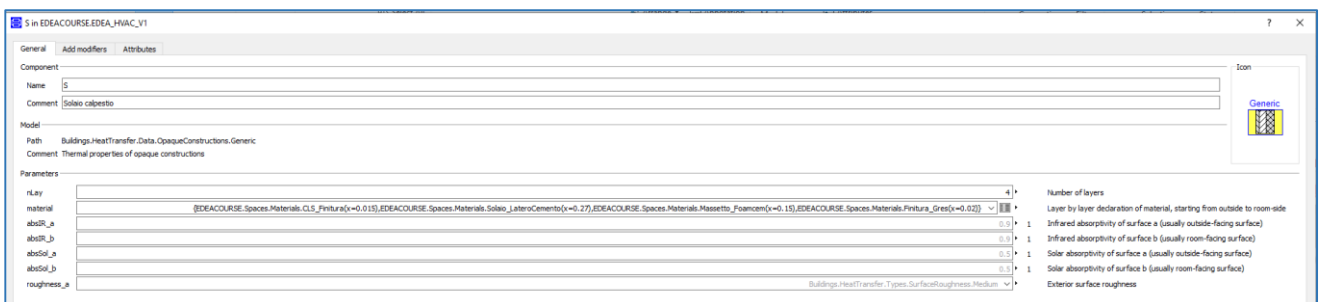 S in EDEACOURSE.EDEA_HVAC_V1 ? ×
General Add modifiers Attributes
Component Icon
Name S
Comment Solaio calpestio
Generic
Model
Path Buildings.HeatTransfer.Data.OpaqueConstructions.Generic
Comment Thermal properties of opaque constructions
Parameters
nLay 4 Number of layers
material {EDEACOURSE.Spaces.Materials.CLS_Finitura(x=0.015),EDEACOURSE.Spaces.Materials.Solaio_LateroCemento(x=0.27),EDEACOURSE.Spaces.Materials.Massetto_Foamcem(x=0.15),EDEACOURSE.Spaces.Materials.Finitura_Gres(x=0.02)} Layer by layer declaration of material, starting from outside to room-side
absIR_a 0.9 1 Infrared absorptivity of surface a (usually outside-facing surface)
absIR_b 0.9 1 Infrared absorptivity of surface b (usually room-facing surface)
absSol_a 0.5 1 Solar absorptivity of surface a (usually outside-facing surface)
absSol_b 0.5 1 Solar absorptivity of surface b (usually room-facing surface)
roughness_a Buildings.HeatTransfer.Types.SurfaceRoughness.Medium Exterior surface roughness